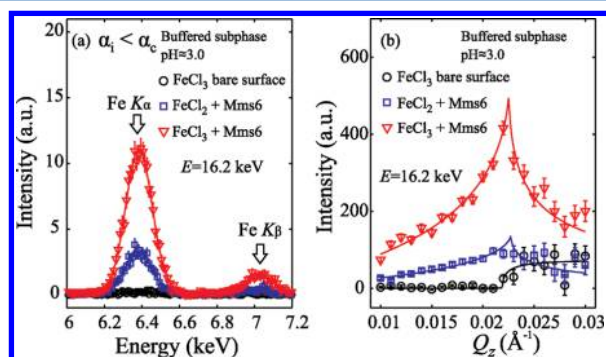 (a) αi < αc
Buffered subphase
pH≈3.0
FeCl3 bare surface
FeCl2 + Mms6
FeCl3 + Mms6
Fe Kα
E=16.2 keV
Fe Kβ
Intensity (a.u.)
15
10
5
0
6 6.2 6.4 6.6 6.8 7 7.2
Energy (keV)
(b)
Buffered subphase
pH≈3.0
FeCl3 bare surface
FeCl2 + Mms6
FeCl3 + Mms6
E=16.2 keV
Intensity (a.u.)
600
400
200
0
0.01 0.015 0.02 0.025 0.03
Qz (Å-1)